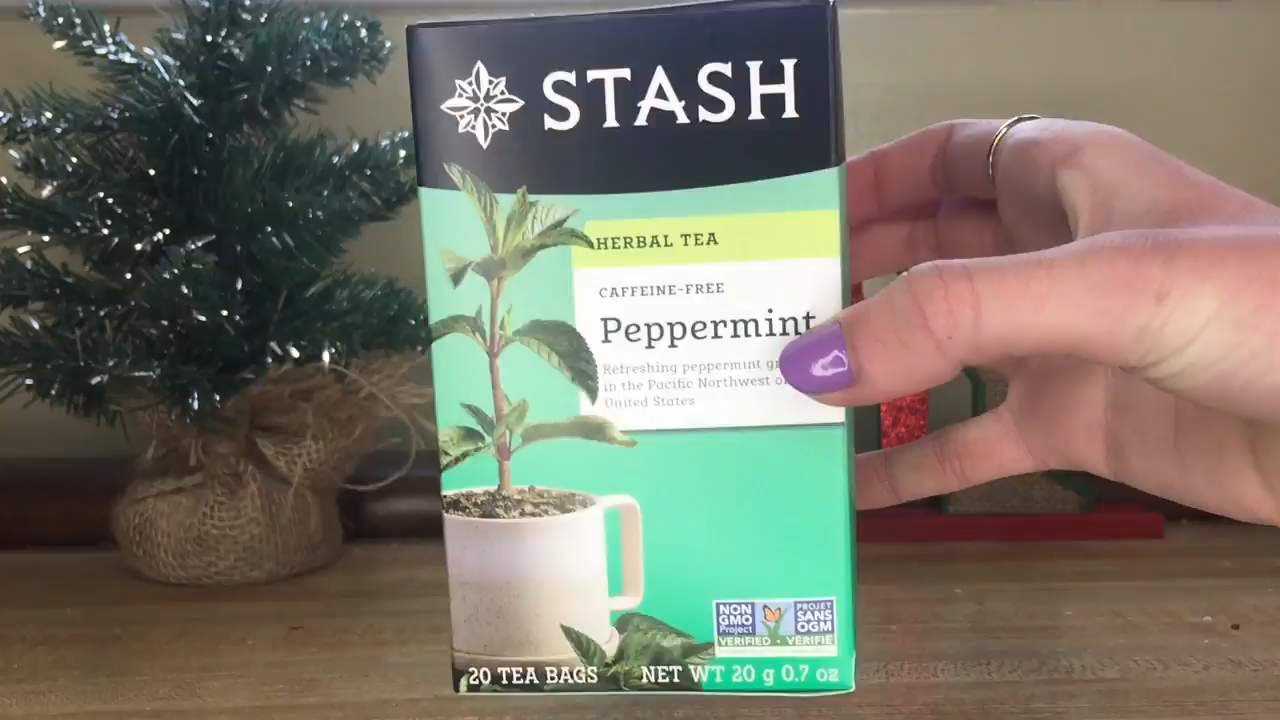 STASH
HERBAL TEA
CAFFEINE-FREE
Peppermint
Refreshing peppermint
in the Pacific Northwest
United States
NON
GMO
Project
PROJET
SANS
OGM
VERIFIED • VÉRIFIÉ
20 TEA BAGS NET WT 20 g 0.7 oz